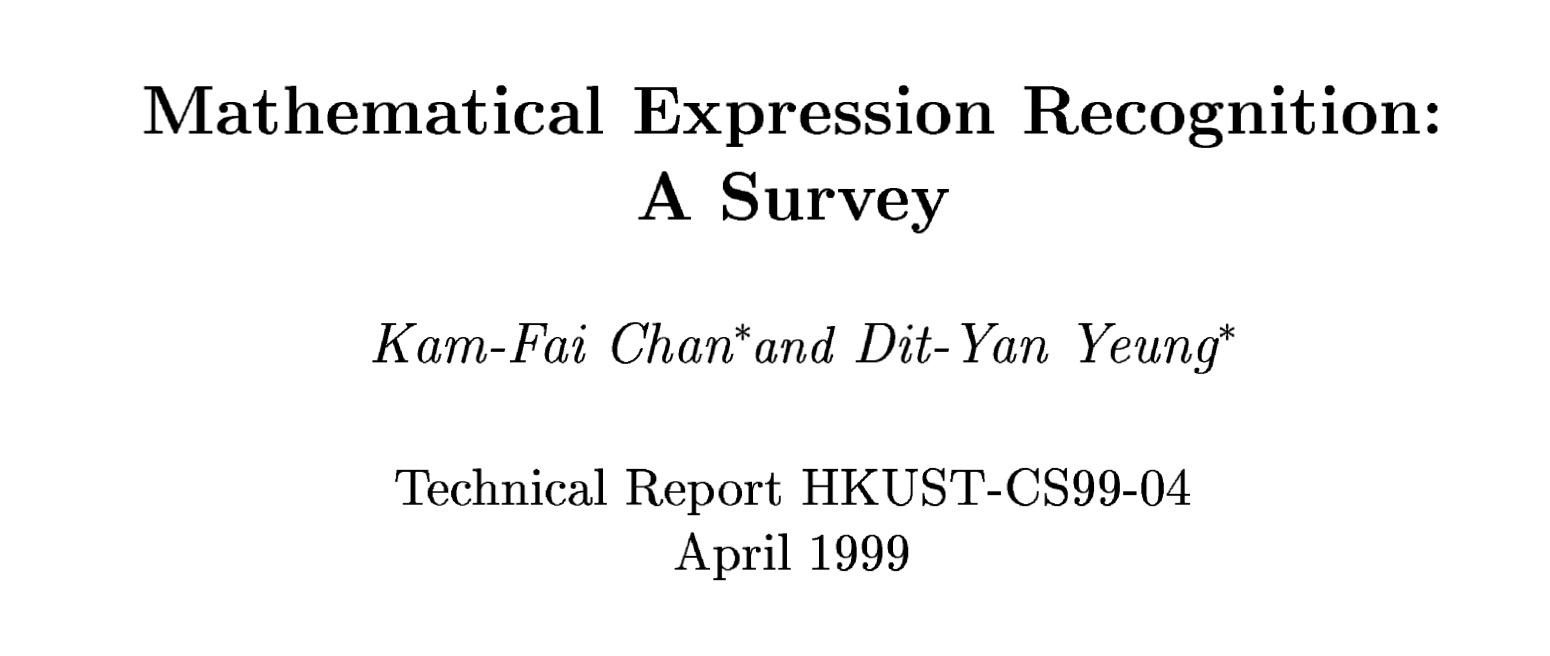 Mathematical Expression Recognition:
A Survey
Kam-Fai Chan*and Dit-Yan Yeung*
Technical Report HKUST-CS99-04
April 1999